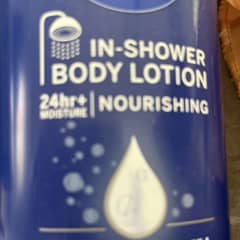 IN-SHOWER
BODY LOTION
24hr+
MOISTURE
NOURISHING